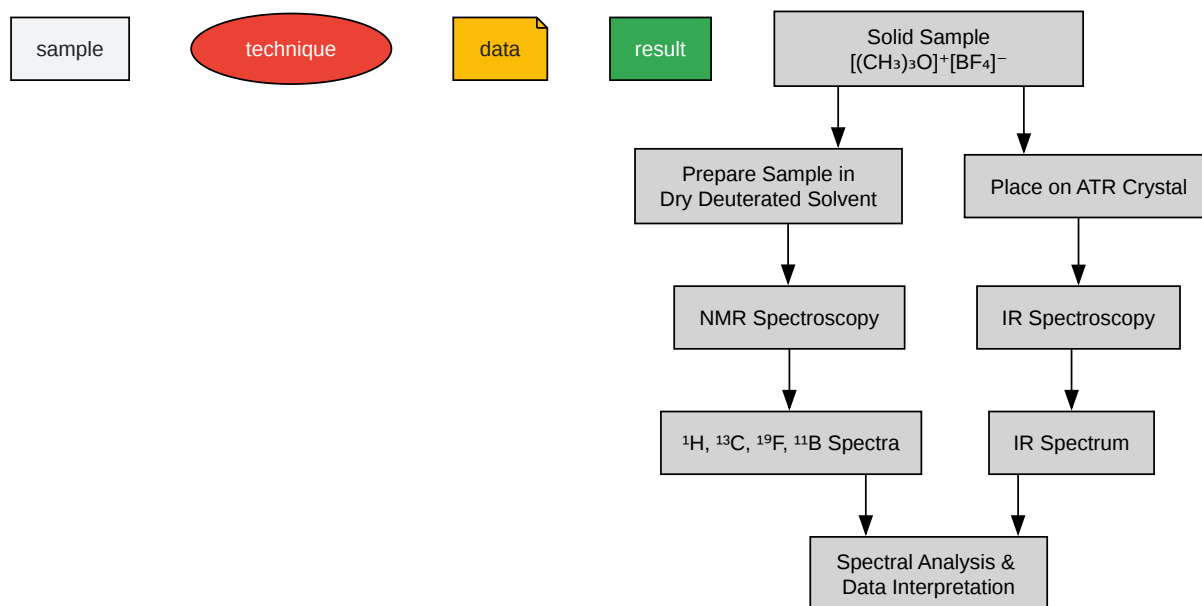 sample
technique
data
result
Solid Sample
[(CH₃)₃O]⁺[BF₄]⁻
Prepare Sample in
Dry Deuterated Solvent
Place on ATR Crystal
NMR Spectroscopy
IR Spectroscopy
¹H, ¹³C, ¹⁹F, ¹¹B Spectra
IR Spectrum
Spectral Analysis &
Data Interpretation